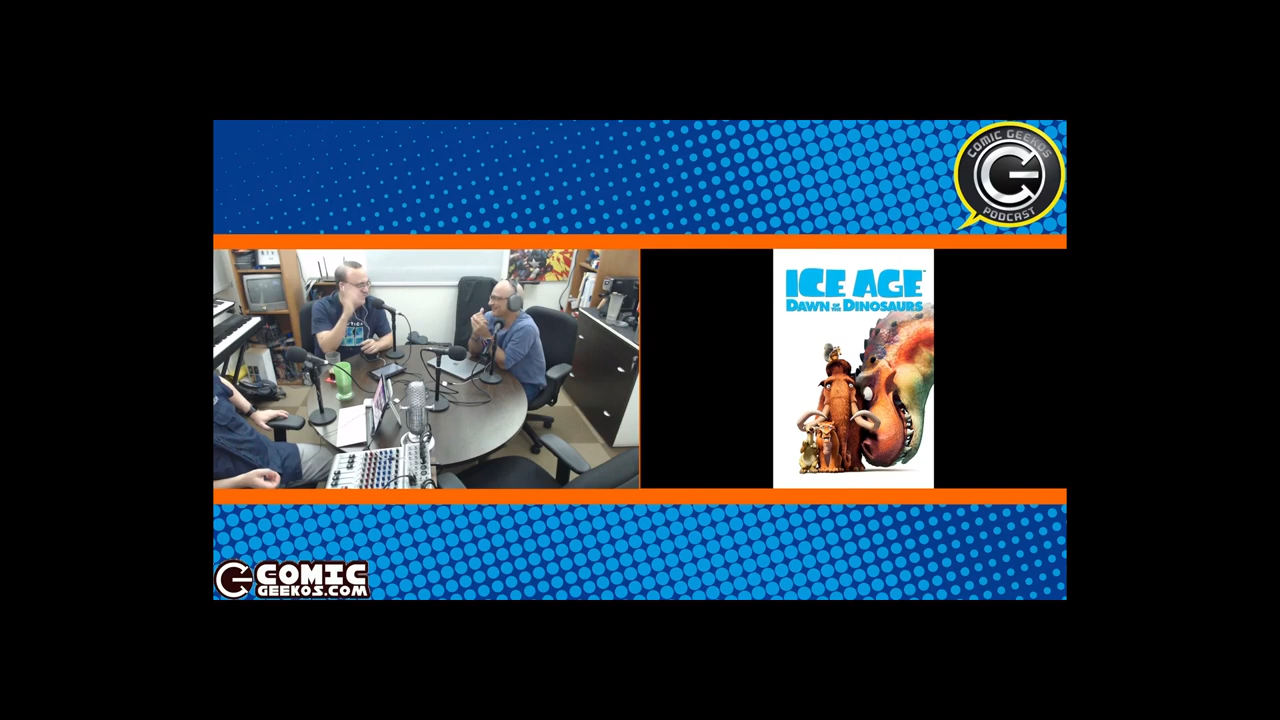 COMIC GEEKOS
PODCAST
ICE AGE
DAWN OF THE DINOSAURS
COMIC
GEEKOS.COM